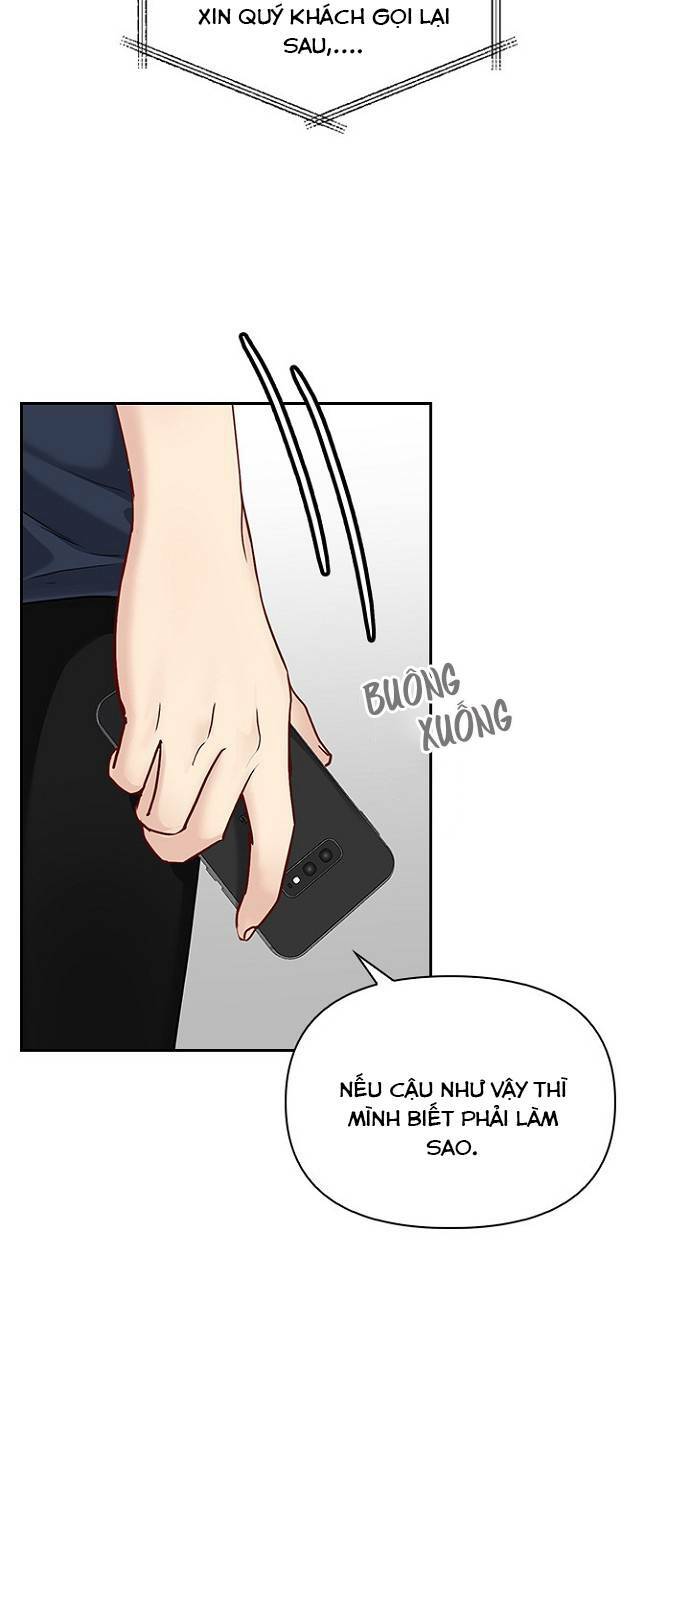 XIN QUÝ KHÁCH GỌI LẠI
SAU,....
BUÔNG
XUỐNG
NẾU CẬU NHƯ VẬY THÌ
MÌNH BIẾT PHẢI LÀM
SAO.